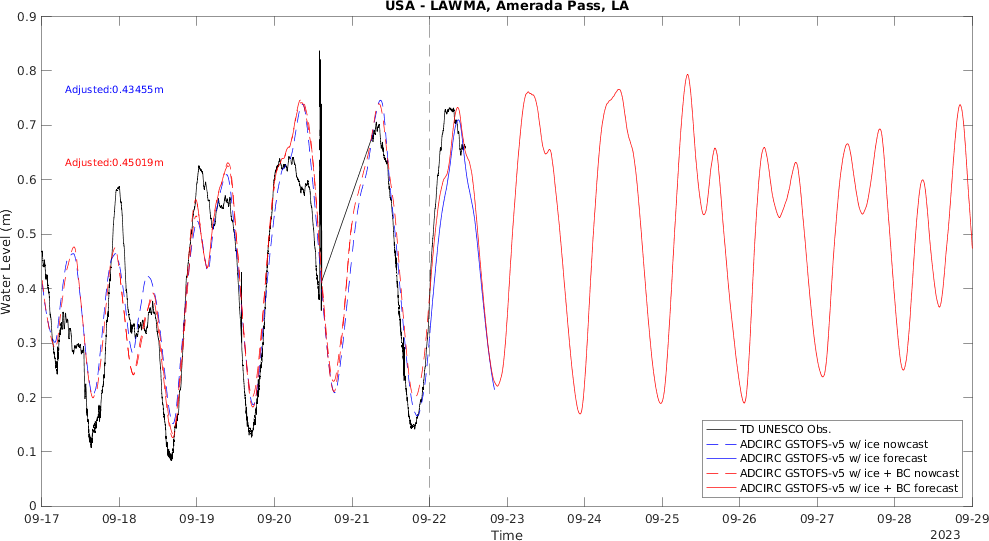 USA - LAWMA, Amerada Pass, LA
0.9
0.8
0.7
0.6
0.5
0.4
0.3
0.2
0.1
0
Water Level (m)
Adjusted:0.43455m
Adjusted:0.45019m
TD UNESCO Obs.
ADCIRC GSTOFS-v5 w/ ice nowcast
ADCIRC GSTOFS-v5 w/ ice forecast
ADCIRC GSTOFS-v5 w/ ice + BC nowcast
ADCIRC GSTOFS-v5 w/ ice + BC forecast
09-17 09-18 09-19 09-20 09-21 09-22 09-23 09-24 09-25 09-26 09-27 09-28 09-29
Time
2023